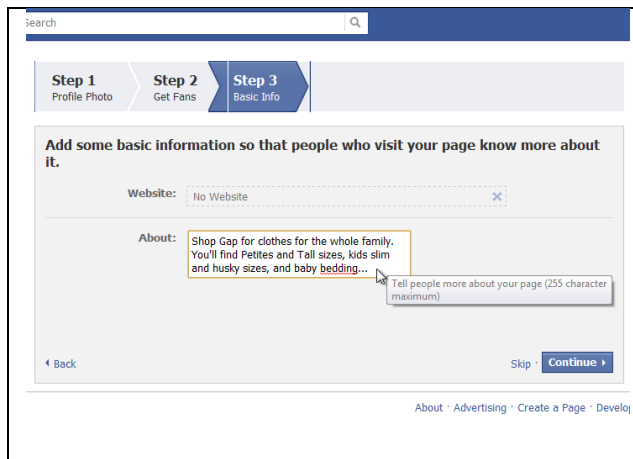 Search
Step 1
Profile Photo
Step 2
Get Fans
Step 3
Basic Info
Add some basic information so that people who visit your page know more about
it.
Website:
No Website
About:
Shop Gap for clothes for the whole family.
You'll find Petites and Tall sizes, kids slim
and husky sizes, and baby bedding...
Tell people more about your page (255 character
maximum)
Back
Skip · Continue
About · Advertising · Create a Page · Develo